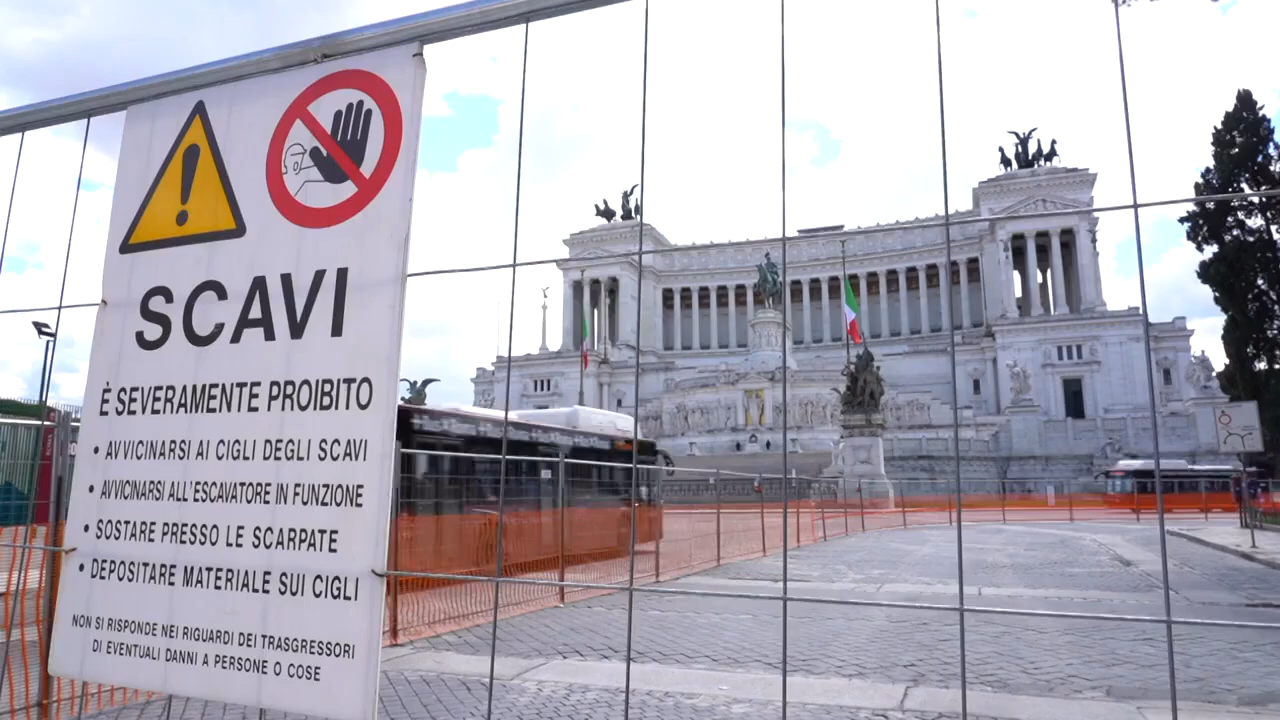 SCAVI
È SEVERAMENTE PROIBITO
• AVVICINARSI AI CIGLI DEGLI SCAVI
• AVVICINARSI ALL'ESCAVATORE IN FUNZIONE
• SOSTARE PRESSO LE SCARPATE
• DEPOSITARE MATERIALE SUI CIGLI
NON SI RISPONDE NEI RIGUARDI DEI TRASGRESSORI
DI EVENTUALI DANNI A PERSONE O COSE